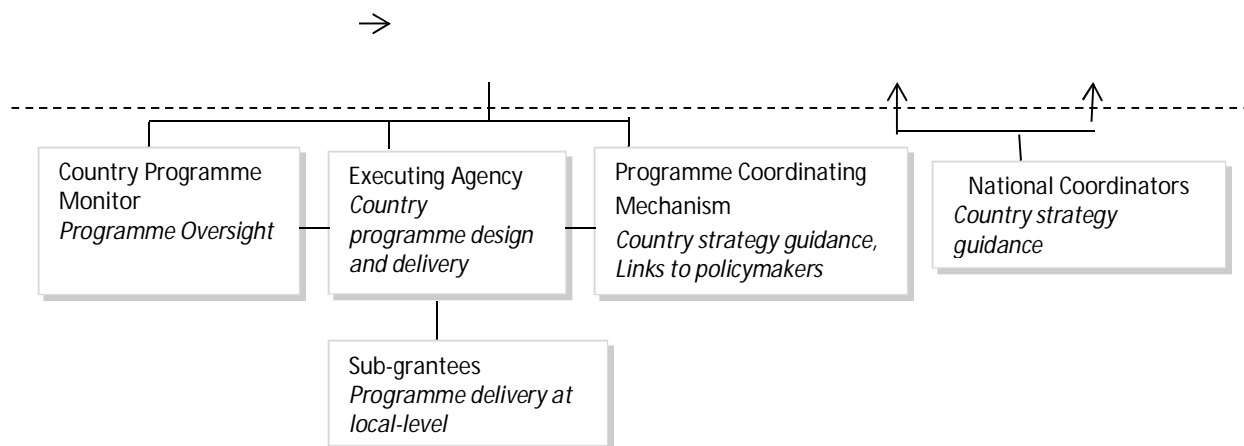 Country Programme
Monitor
Programme Oversight
Executing Agency
Country
programme design
and delivery
Programme Coordinating
Mechanism
Country strategy guidance,
Links to policymakers
National Coordinators
Country strategy
guidance
Sub-grantees
Programme delivery at
local-level